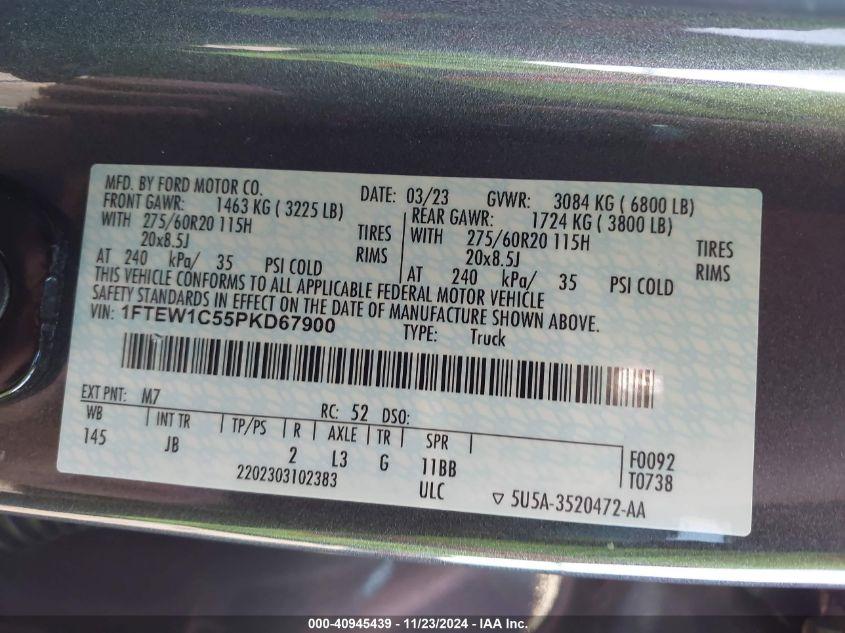 MFD. BY FORD MOTOR CO. DATE: 03/23 GVWR: 3084 KG ( 6800 LB)
FRONT GAWR: 1463 KG ( 3225 LB) REAR GAWR: 1724 KG ( 3800 LB)
WITH 275/60R20 115H TIRES WITH 275/60R20 115H TIRES
20x8.5J RIMS 20x8.5J RIMS
AT 240 kPa/ 35 PSI COLD AT 240 kPa/ 35 PSI COLD
THIS VEHICLE CONFORMS TO ALL APPLICABLE FEDERAL MOTOR VEHICLE
SAFETY STANDARDS IN EFFECT ON THE DATE OF MANUFACTURE SHOWN ABOVE.
VIN: 1FTEW1C55PKD67900 TYPE: Truck
EXT PNT: M7 RC: 52 DSO:
WB INT TR TP/PS R AXLE TR SPR
145 JB 2 L3 G 11BB F0092
2202303102383 ULC T0738
5U5A-3520472-AA
000-40945439 - 11/23/2024 - IAA Inc.